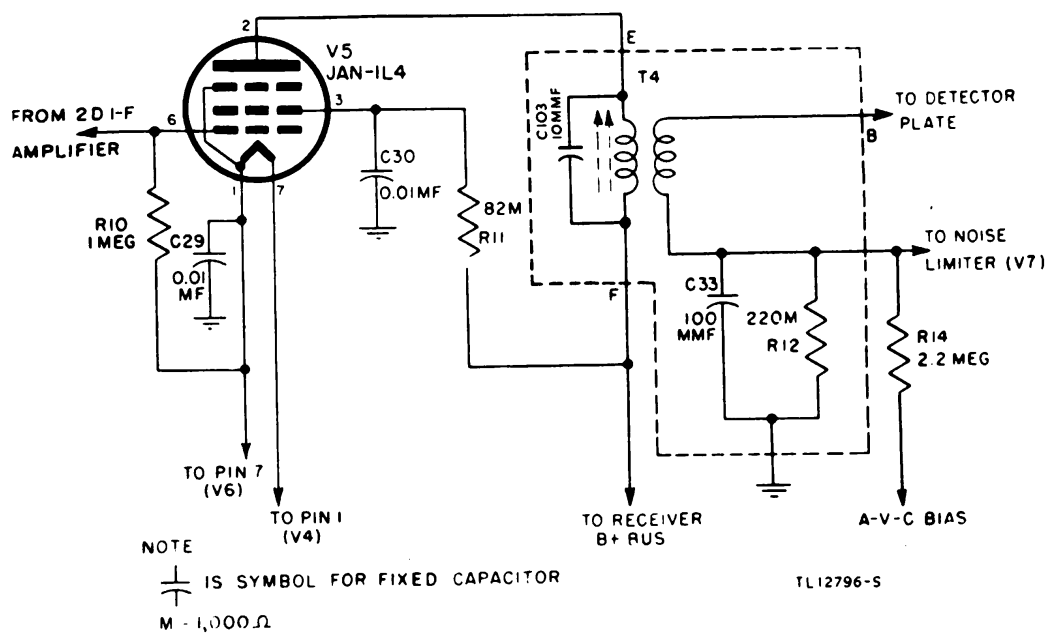 2
V5
JAN-1L4
E
T4
C103
10MMF
TO DETECTOR
PLATE
B
FROM 2D I-F
AMPLIFIER
6
3
C30
0.01MF
1
7
R10
1MEG
C29
0.01
MF
82M
R11
F
C33
100
MMF
220M
R12
TO NOISE
LIMITER (V7)
R14
2.2 MEG
TO PIN 7
(V6)
TO PIN 1
(V4)
TO RECEIVER
B+ BUS
A-V-C BIAS
NOTE
IS SYMBOL FOR FIXED CAPACITOR
M - 1,000Ω
TL12796-S